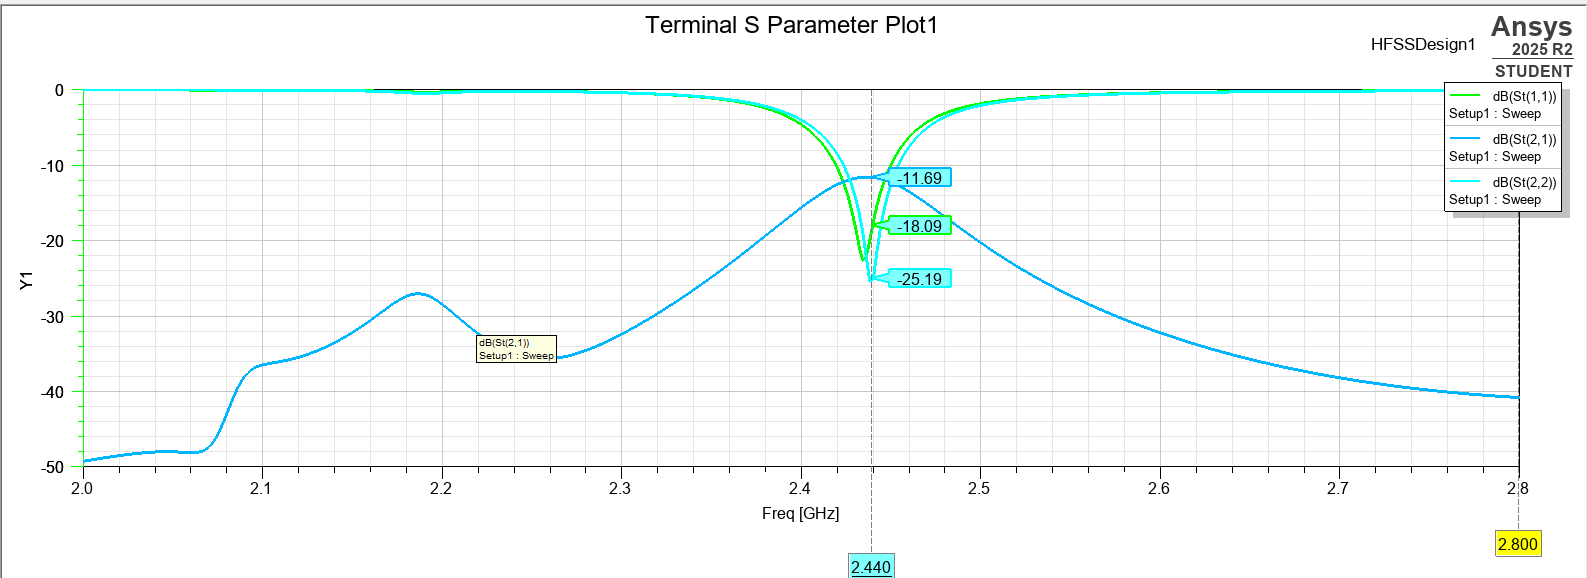 Terminal S Parameter Plot1
Ansys
HFSSDesign1
2025 R2
STUDENT
dB(St(1,1))
Setup1 : Sweep
dB(St(2,1))
Setup1 : Sweep
dB(St(2,2))
Setup1 : Sweep
0
-10
-20
-30
-40
-50
Y1
-11.69
-18.09
-25.19
dB(St(2,1))
Setup1 : Sweep
2.0 2.1 2.2 2.3 2.4 2.5 2.6 2.7 2.8
Freq [GHz]
2.800
2.440